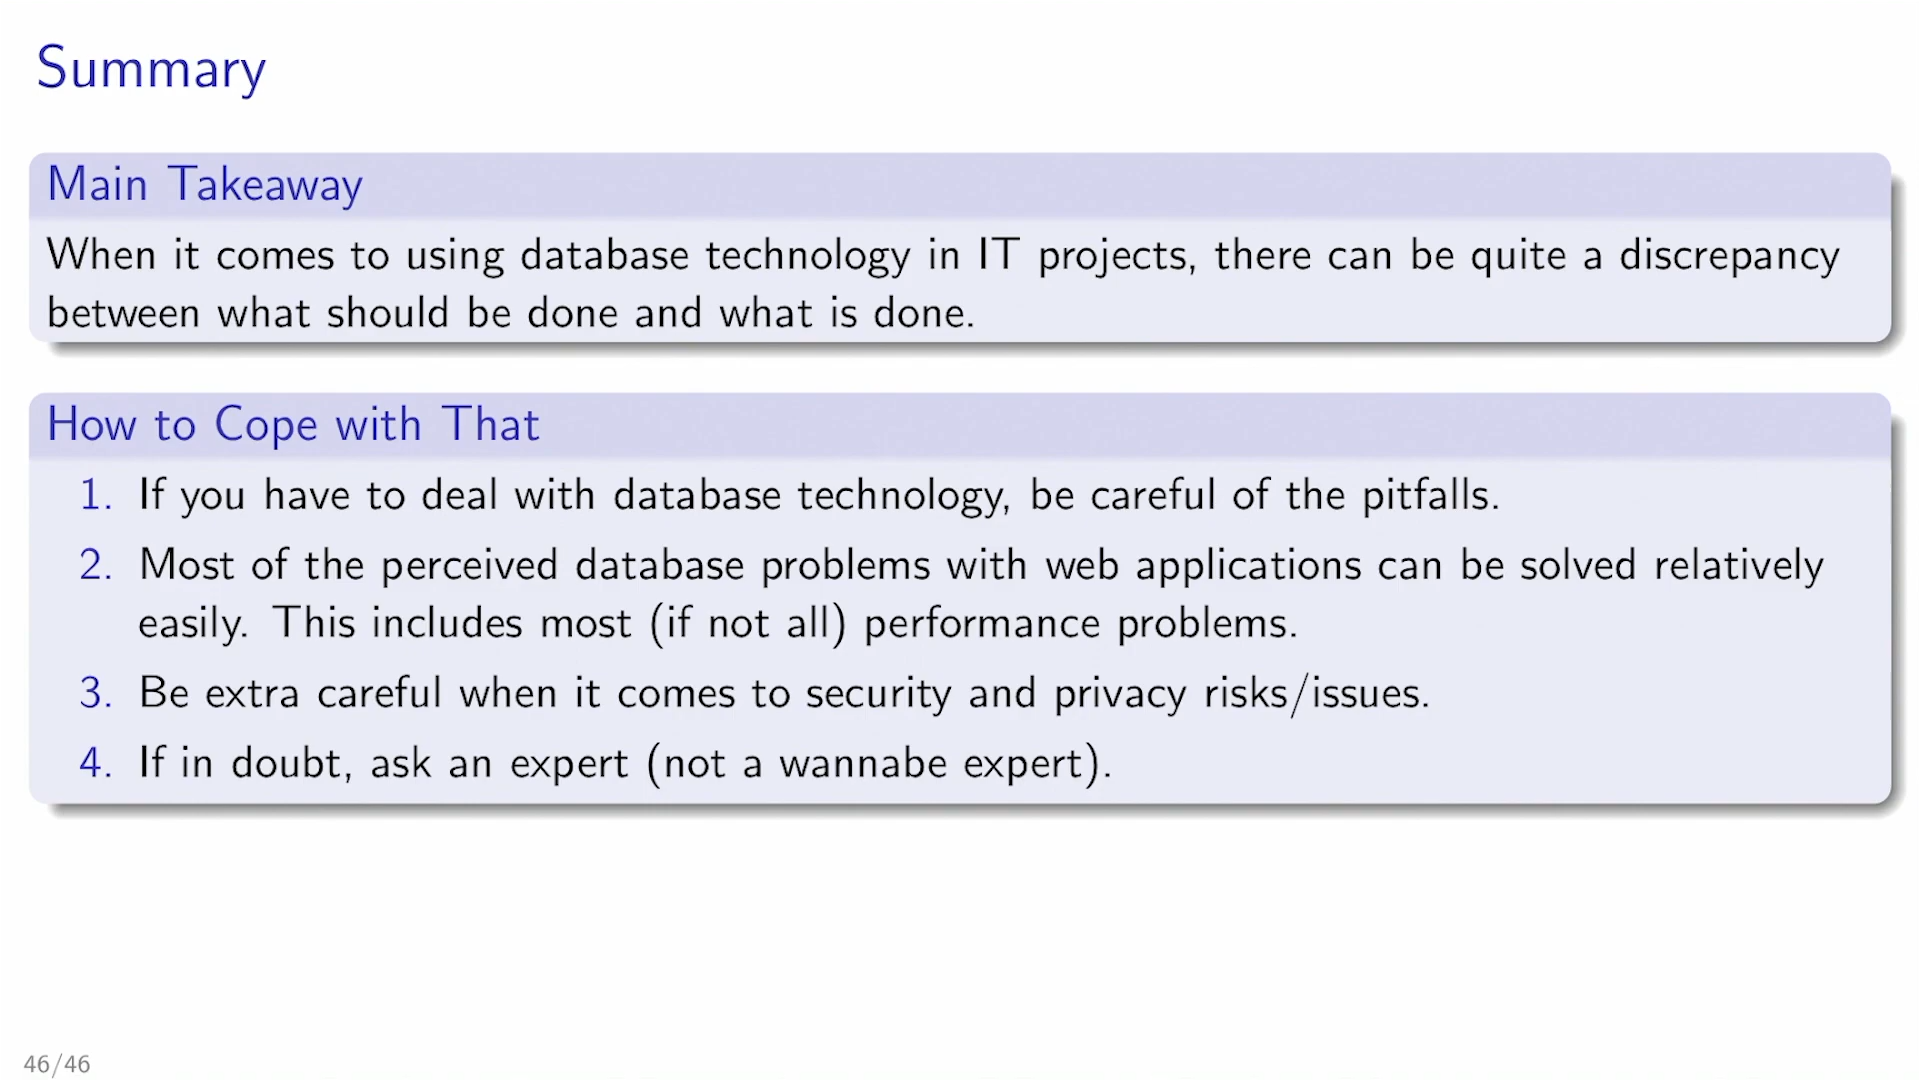 Summary
Main Takeaway
When it comes to using database technology in IT projects, there can be quite a discrepancy
between what should be done and what is done.
How to Cope with That
1. If you have to deal with database technology, be careful of the pitfalls.
2. Most of the perceived database problems with web applications can be solved relatively
easily. This includes most (if not all) performance problems.
3. Be extra careful when it comes to security and privacy risks/issues.
4. If in doubt, ask an expert (not a wannabe expert).
46/46